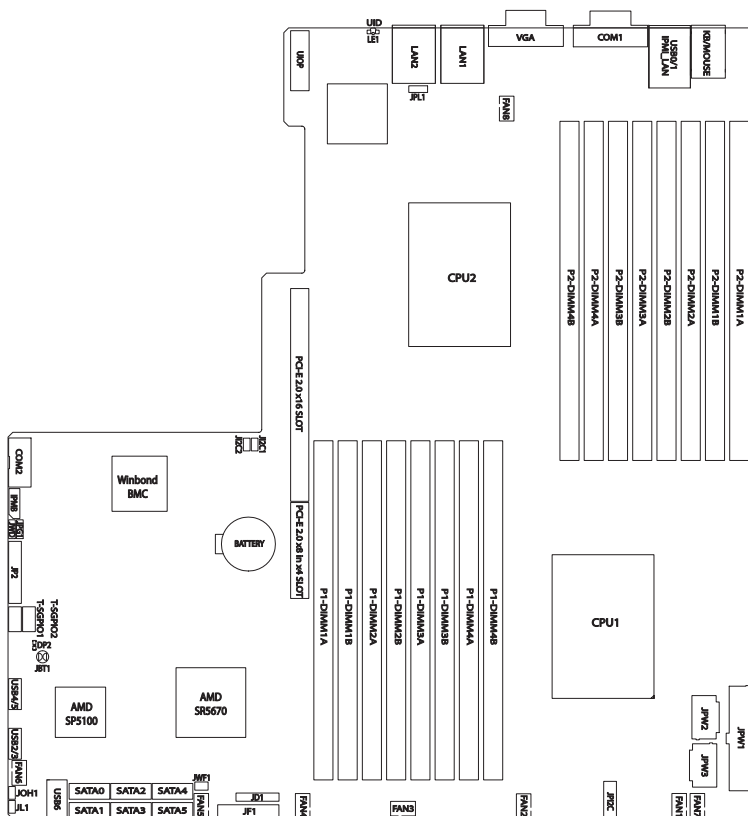 UID
LE1
UIOP
LAN2
LAN1
VGA
COM1
USB0/1
IPMI_LAN
KB/MOUSE
JPL1
FAN8
CPU2
P2-DIMM4B
P2-DIMM4A
P2-DIMM3B
P2-DIMM3A
P2-DIMM2B
P2-DIMM2A
P2-DIMM1B
P2-DIMM1A
PCI-E 2.0 x16 SLOT
JI2C2
JI2C1
COM2
Winbond
BMC
IPMB
JPG1
BATTERY
PCI-E 2.0 x8 in x4 SLOT
JP2
T-SGPIO1
T-SGPIO2
DP2
JBT1
P1-DIMM1A
P1-DIMM1B
P1-DIMM2A
P1-DIMM2B
P1-DIMM3A
P1-DIMM3B
P1-DIMM4A
P1-DIMM4B
CPU1
USB4/5
AMD
SP5100
AMD
SR5670
JPW2
JPW1
JPW3
USB2/3
FAN6
JWF1
JOH1
USB6
SATA0
SATA2
SATA4
FAN5
JD1
FAN4
FAN3
FAN2
JPI2C
FAN1
FAN7
JL1
SATA1
SATA3
SATA5
JF1